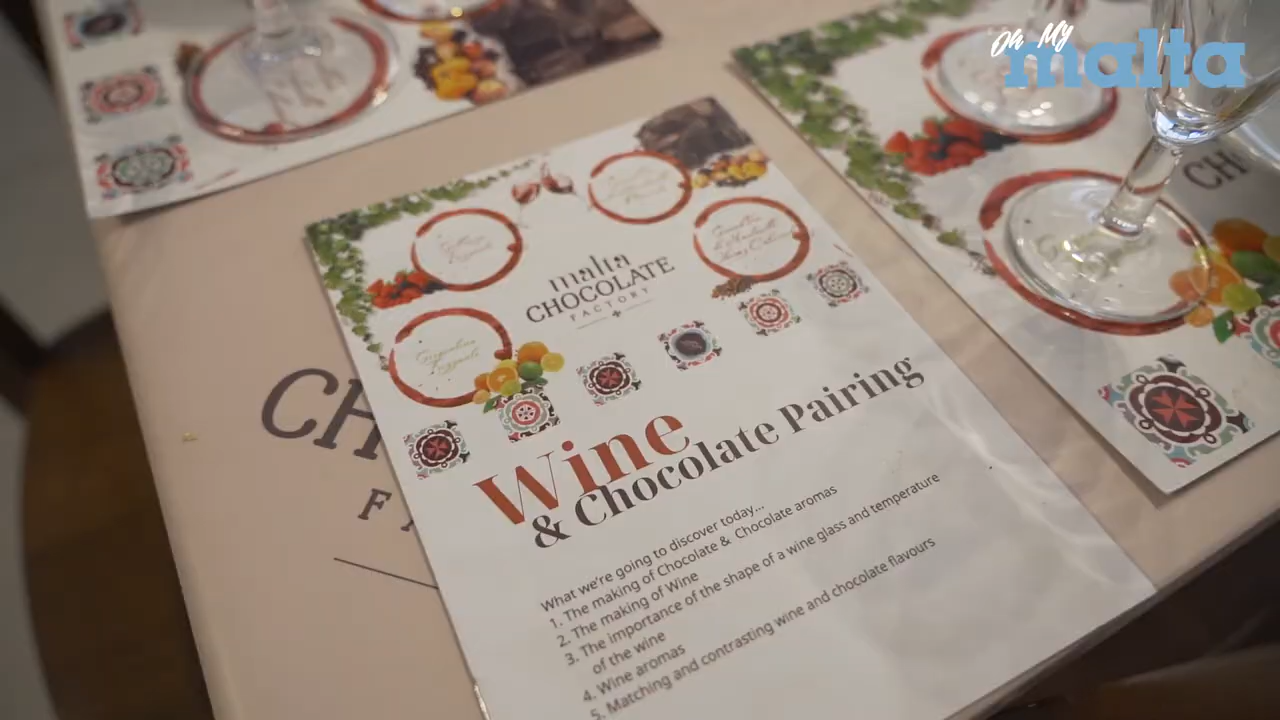 Oh My
malta
malta
CHOCOLATE
FACTORY
Wine
& Chocolate Pairing
What we're going to discover today...
1. The making of Chocolate & Chocolate aromas
2. The making of Wine
3. The importance of the shape of a wine glass and temperature
of the wine
4. Wine aromas
5. Matching and contrasting wine and chocolate flavours
CH
FA
CH